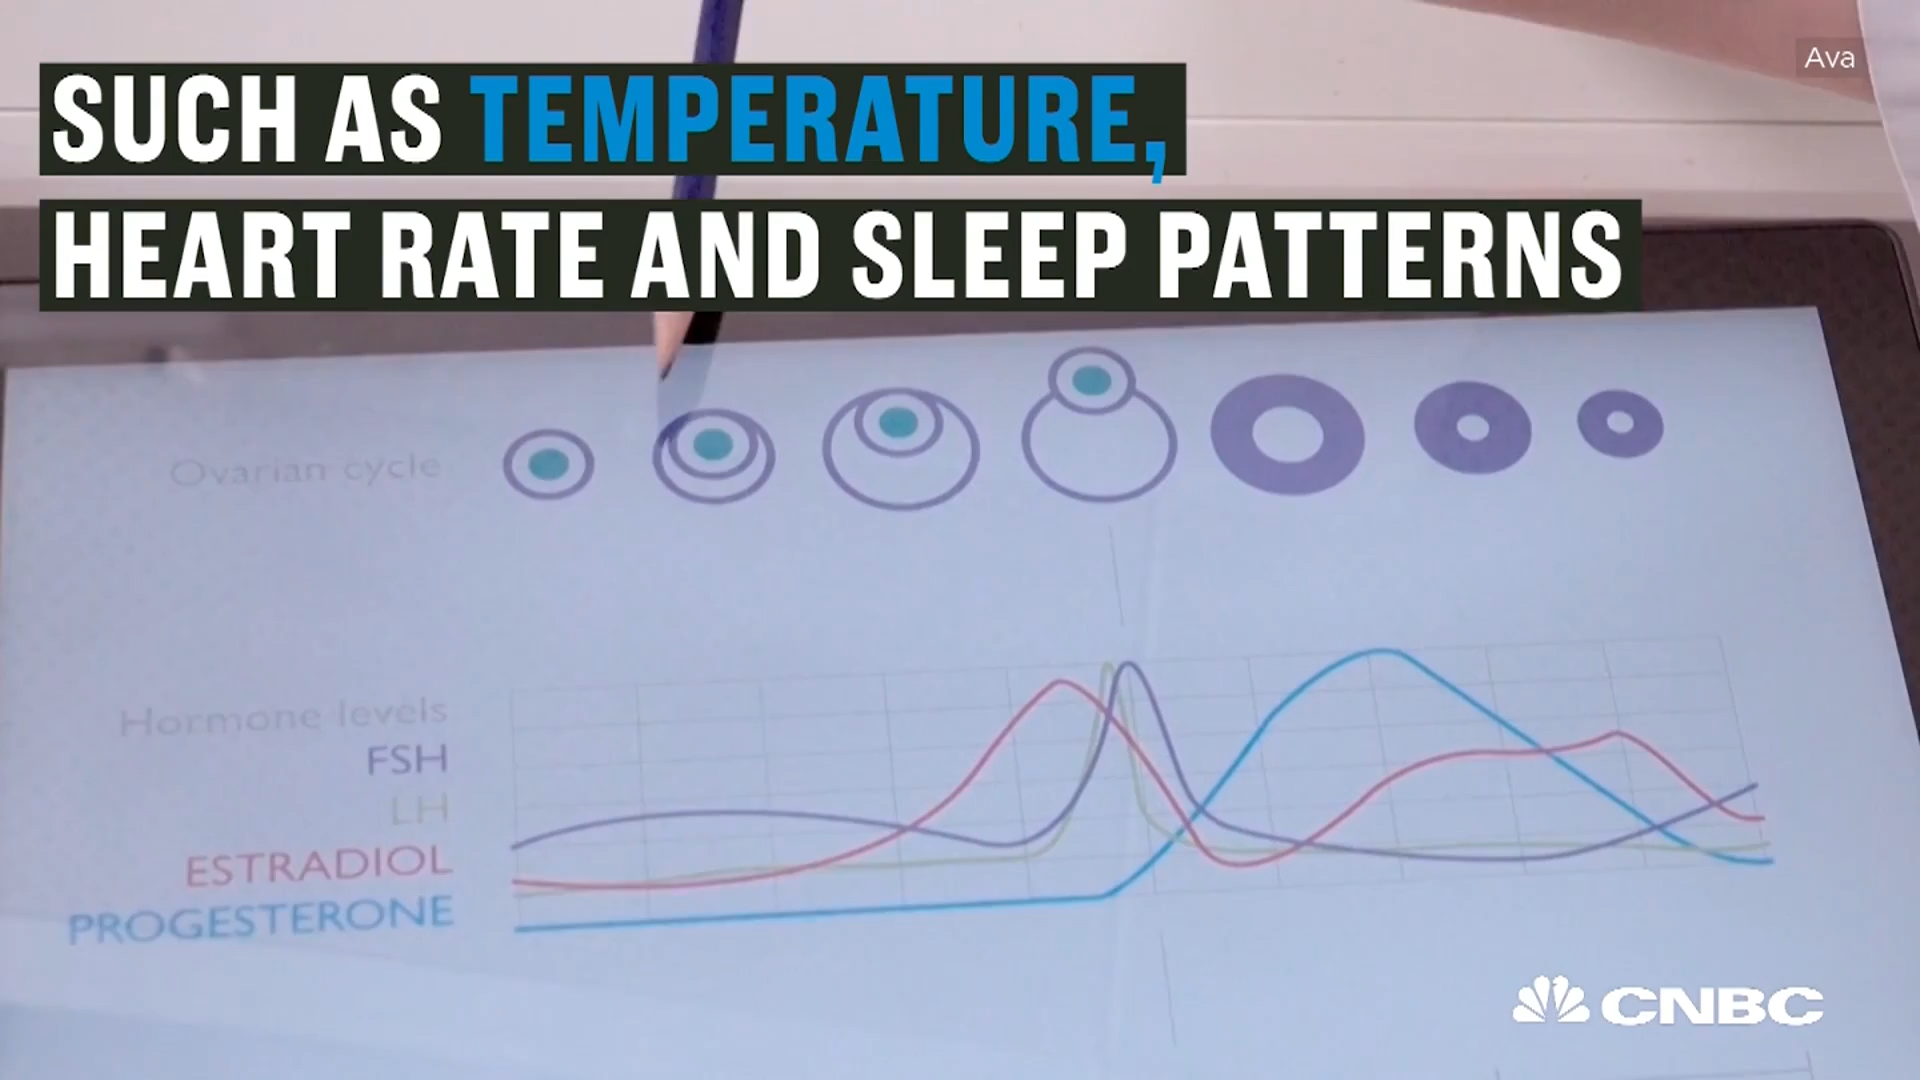 Ava
SUCH AS TEMPERATURE,
HEART RATE AND SLEEP PATTERNS
Ovarian cycle
Hormone levels
FSH
LH
ESTRADIOL
PROGESTERONE
CNBC